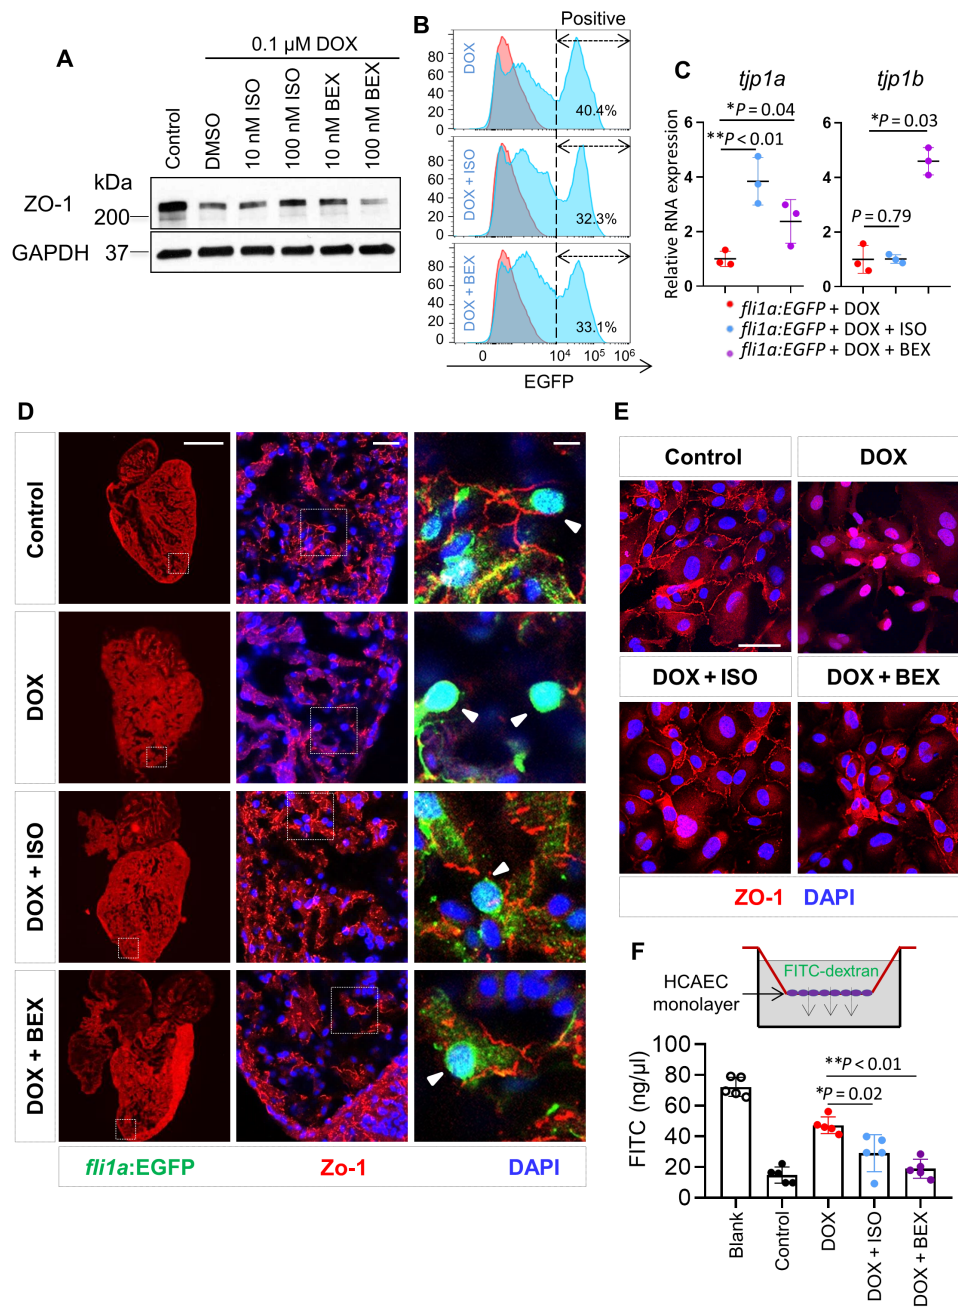 A
0.1 µM DOX
Control
DMSO
10 nM ISO
100 nM ISO
10 nM BEX
100 nM BEX
kDa
ZO-1
200
GAPDH
37
B
Positive
DOX
80
60
40
20
0
40.4%
DOX + ISO
80
40
0
32.3%
DOX + BEX
80
60
40
20
0
33.1%
0
10⁴
10⁵
10⁶
EGFP
C
tjp1a
tjp1b
Relative RNA expression
6
4
2
0
*P = 0.04
**P < 0.01
6
4
2
0
*P = 0.03
P = 0.79
fli1a:EGFP + DOX
fli1a:EGFP + DOX + ISO
fli1a:EGFP + DOX + BEX
D
Control
DOX
DOX + ISO
DOX + BEX
fli1a:EGFP Zo-1 DAPI
E
Control
DOX
DOX + ISO
DOX + BEX
ZO-1 DAPI
F
FITC-dextran
HCAEC
monolayer
FITC (ng/µl)
100
80
60
40
20
0
**P < 0.01
*P = 0.02
Blank
Control
DOX
DOX + ISO
DOX + BEX